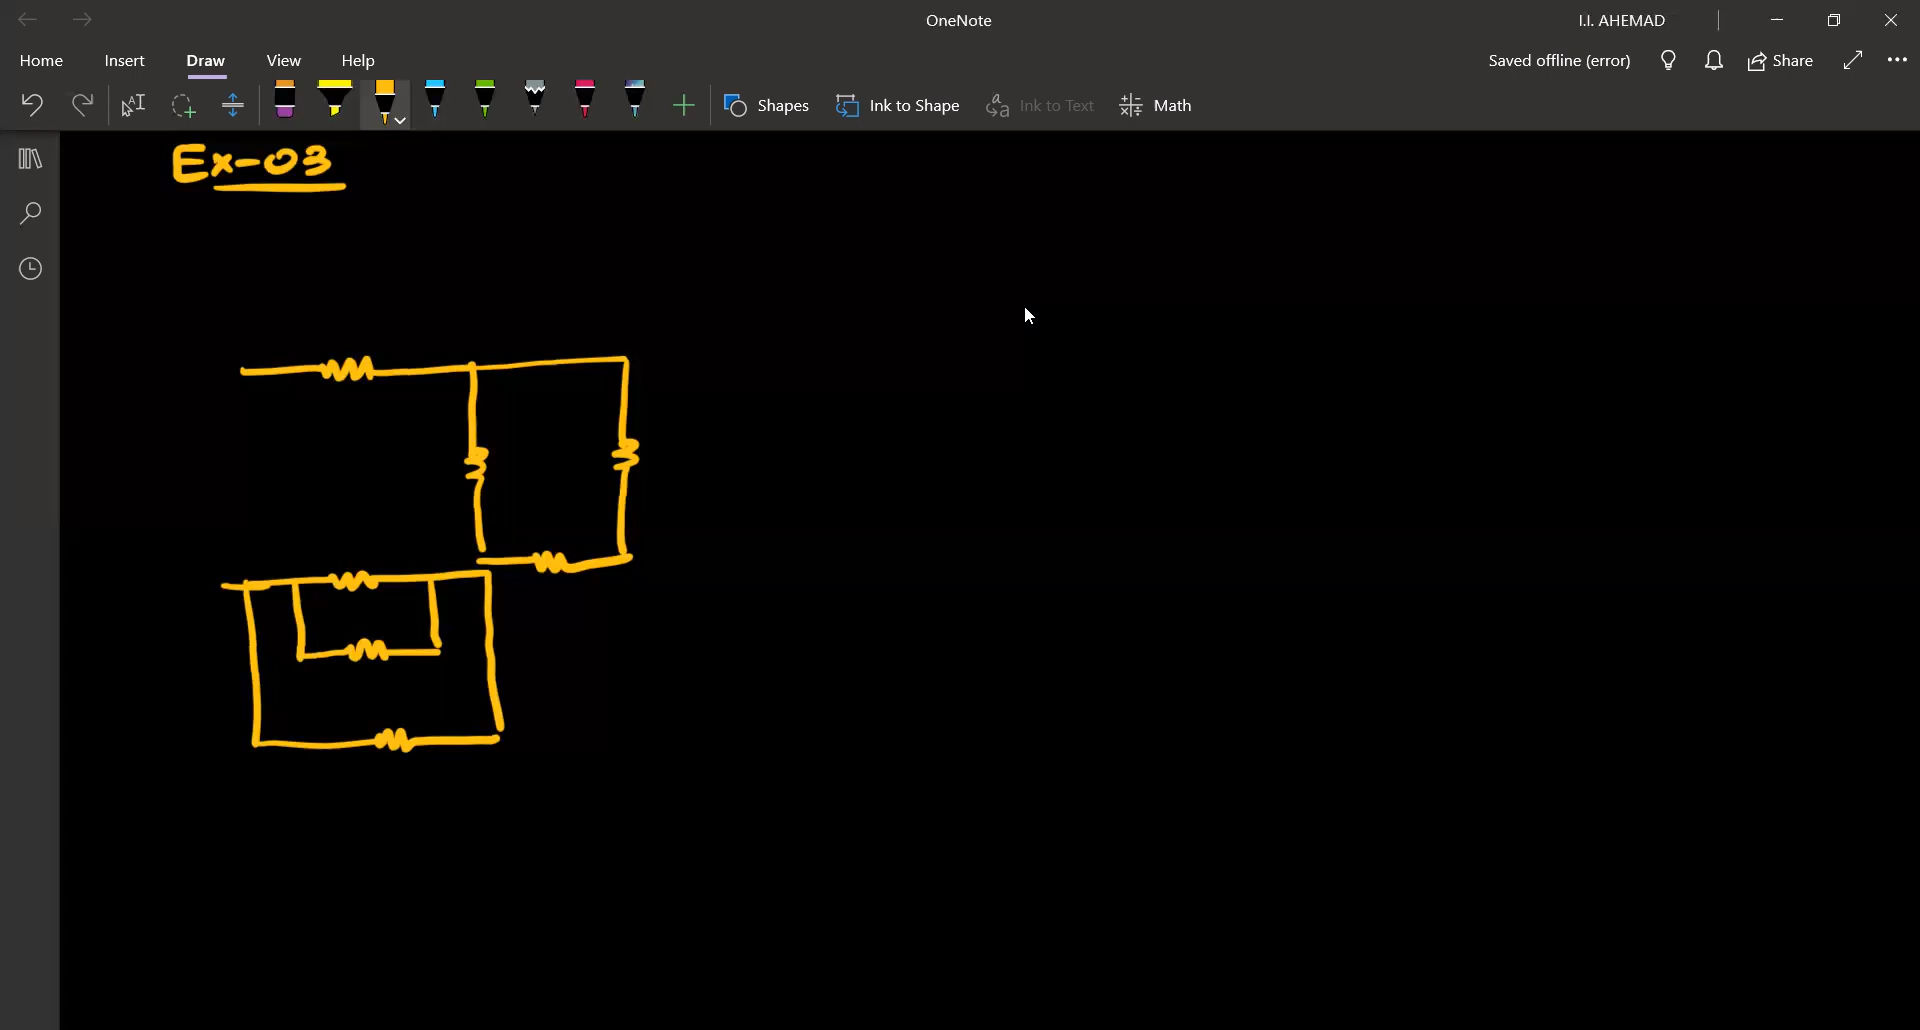 OneNote
I.I. AHEMAD
Home Insert Draw View Help
Saved offline (error) Share
Shapes Ink to Shape Ink to Text Math
Ex-03